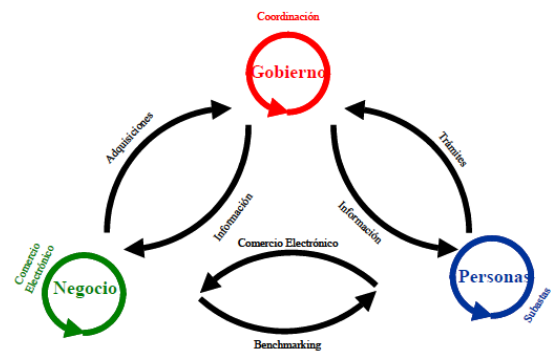 Coordinación
Gobierno
Adquisiciones
Trámites
Información
Información
Comercio
Electrónico
Negocio
Comercio Electrónico
Personas
Subastas
Benchmarking